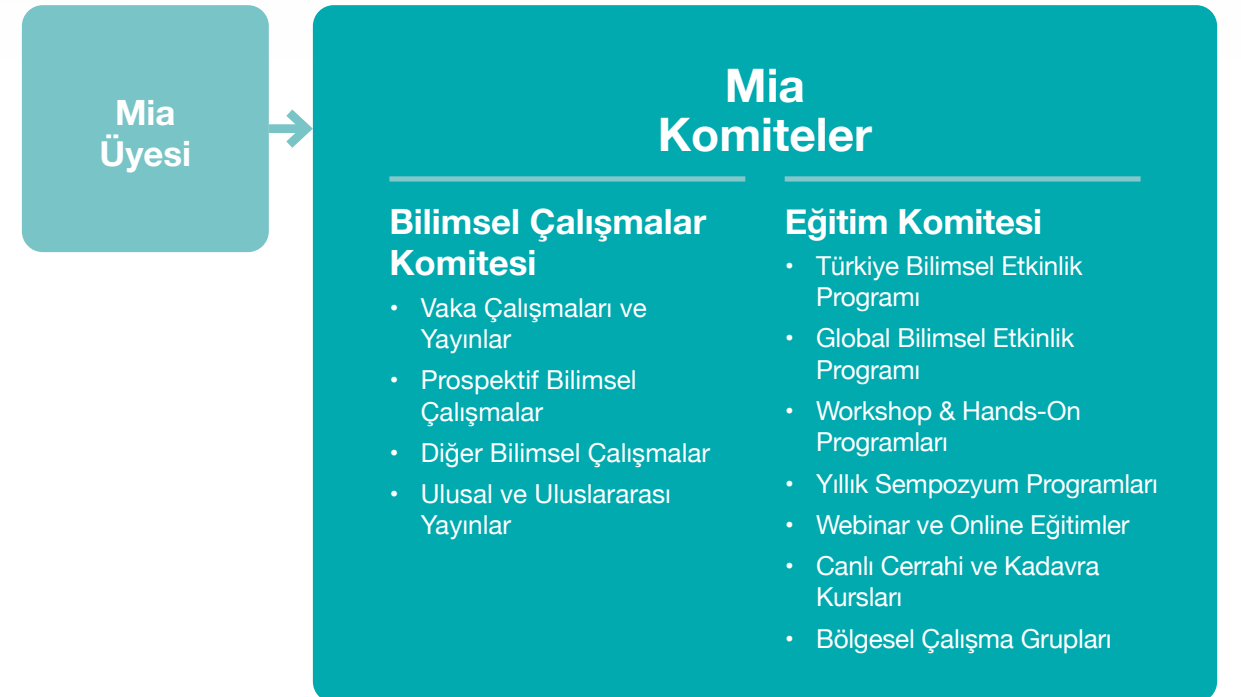 Mia
Üyesi
Mia
Komiteler
Bilimsel Çalışmalar
Komitesi
• Vaka Çalışmaları ve
Yayınlar
• Prospektif Bilimsel
Çalışmalar
• Diğer Bilimsel Çalışmalar
• Ulusal ve Uluslararası
Yayınlar
Eğitim Komitesi
• Türkiye Bilimsel Etkinlik
Programı
• Global Bilimsel Etkinlik
Programı
• Workshop & Hands-On
Programları
• Yıllık Sempozyum Programları
• Webinar ve Online Eğitimler
• Canlı Cerrahi ve Kadavra
Kursları
• Bölgesel Çalışma Grupları